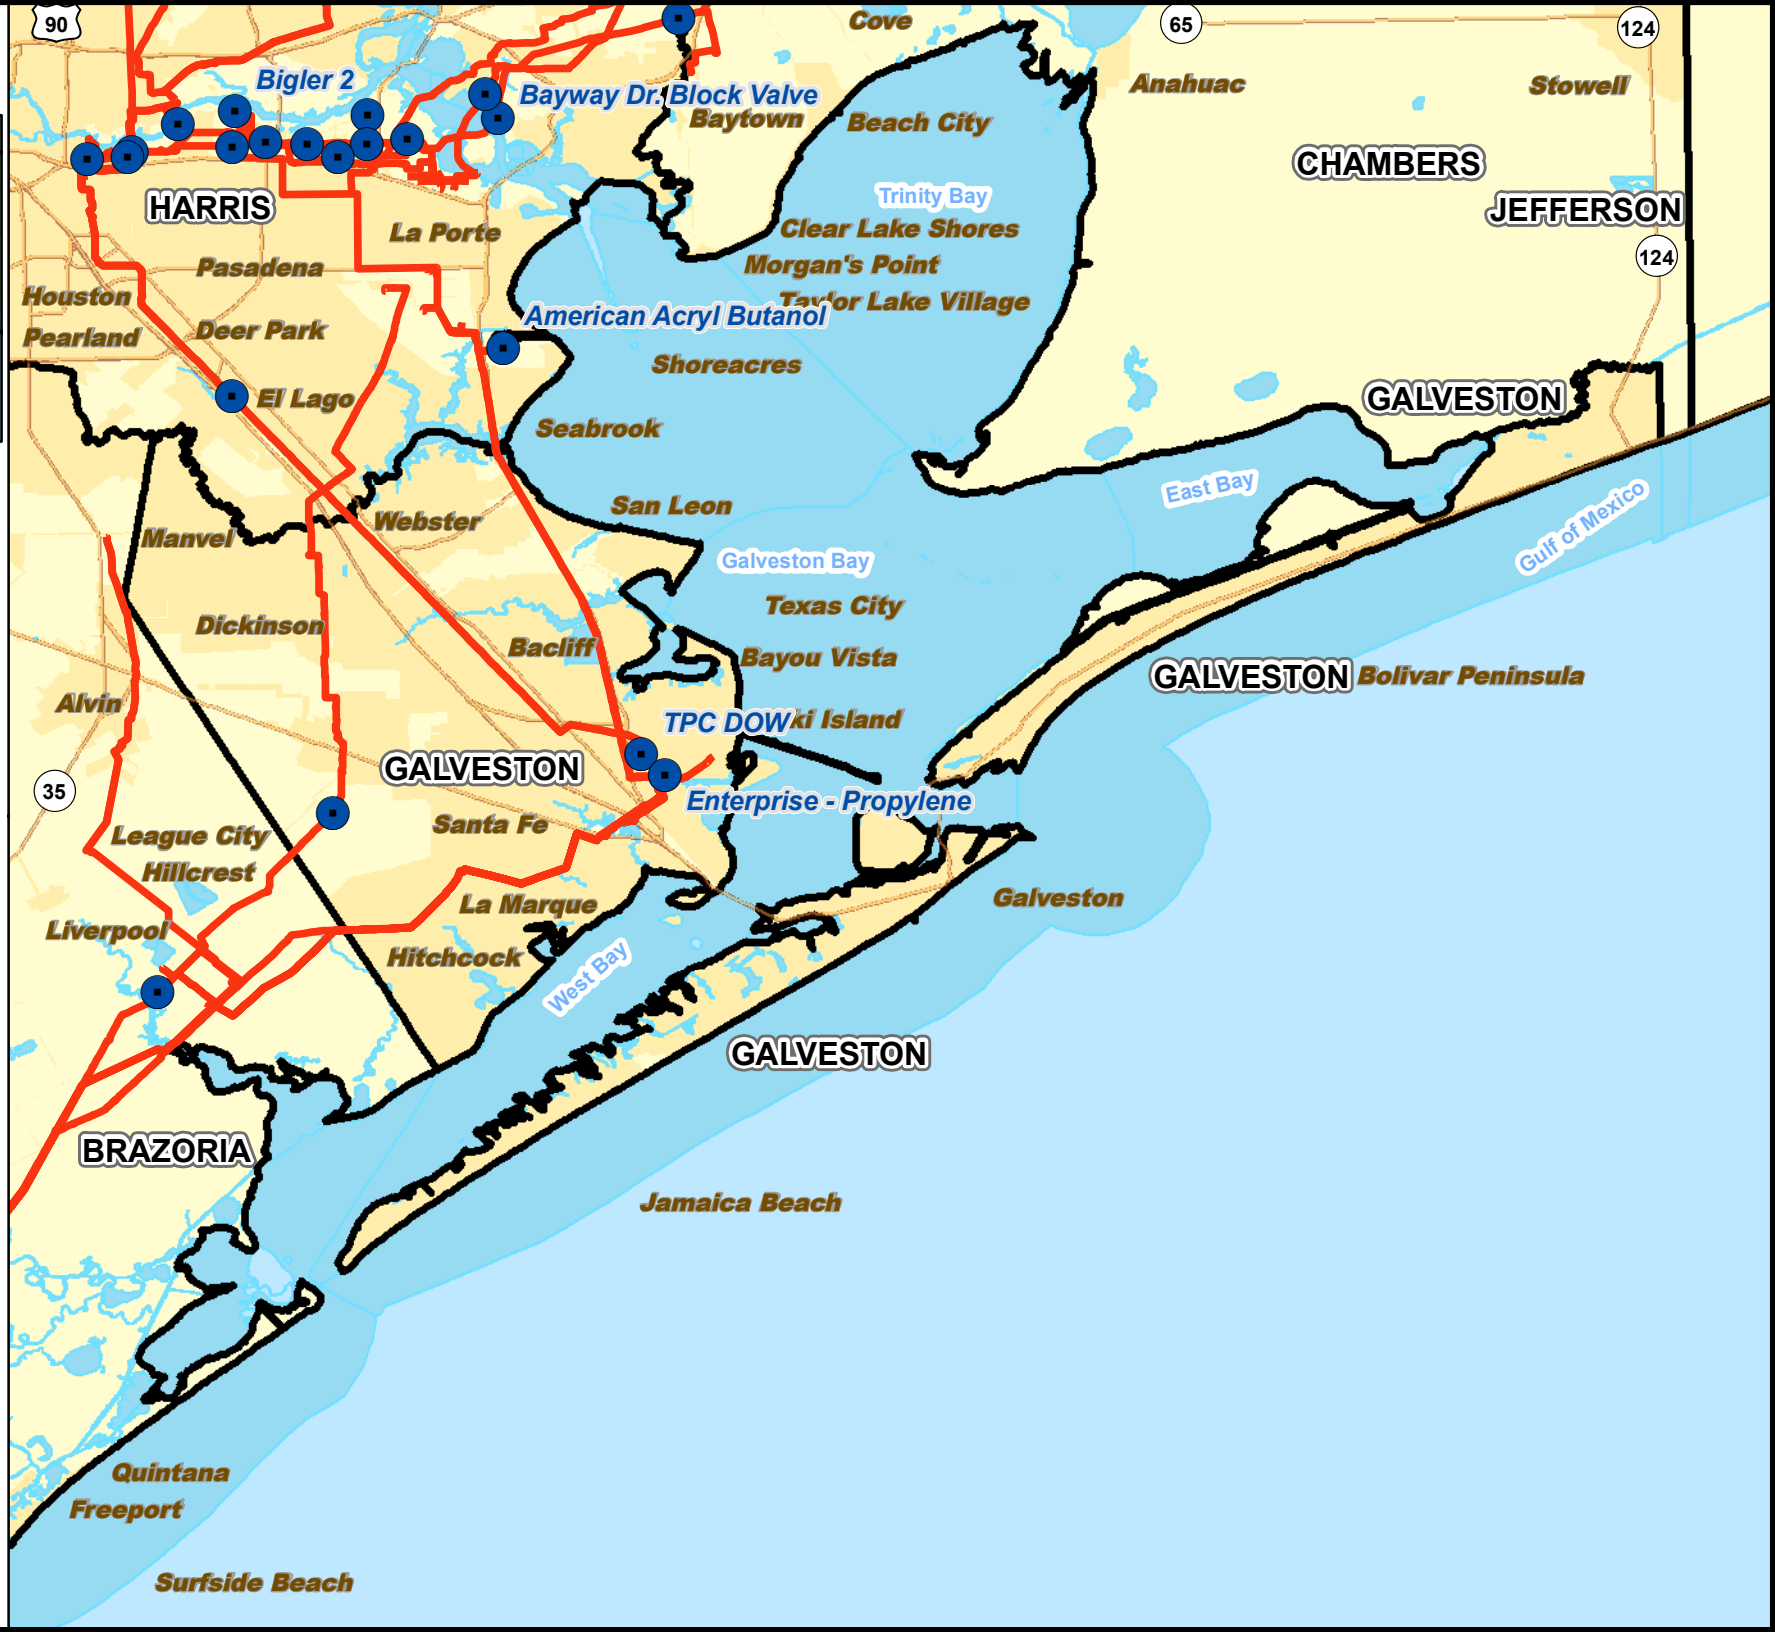 90
Cove
65
124
Bigler 2
Anahuac
Stowell
Bayway Dr. Block Valve
Baytown
Beach City
CHAMBERS
Trinity Bay
HARRIS
JEFFERSON
La Porte
Clear Lake Shores
124
Pasadena
Morgan's Point
Houston
Taylor Lake Village
American Acryl Butanol
Pearland
Deer Park
Shoreacres
El Lago
GALVESTON
Seabrook
East Bay
San Leon
Webster
Gulf of Mexico
Manvel
Galveston Bay
Texas City
Dickinson
Bacliff
Bayou Vista
GALVESTON
Bolivar Peninsula
Alvin
TPC DOW
ki Island
GALVESTON
35
Enterprise - Propylene
Santa Fe
League City
Hillcrest
Galveston
La Marque
Liverpool
Hitchcock
West Bay
GALVESTON
BRAZORIA
Jamaica Beach
Quintana
Freeport
Surfside Beach